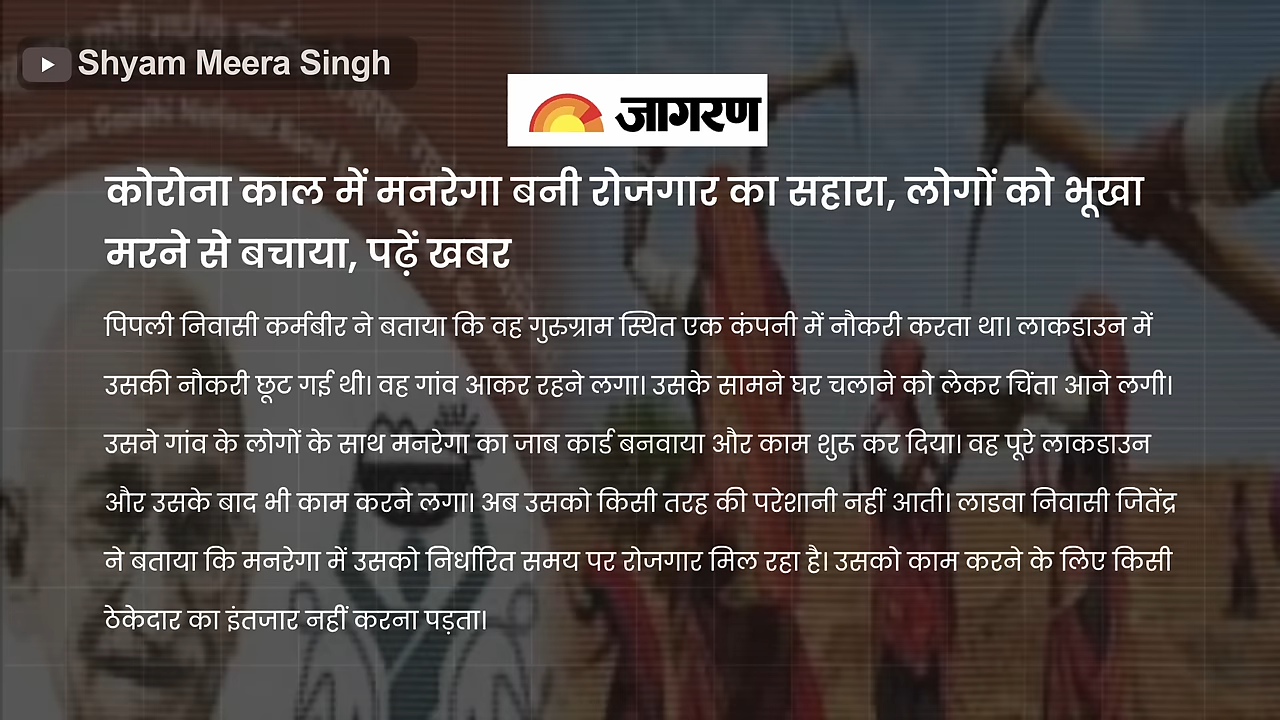 Shyam Meera Singh
जागरण
कोरोना काल में मनरेगा बनी रोजगार का सहारा, लोगों को भूखा
मरने से बचाया, पढ़ें खबर
पिपली निवासी कर्मबीर ने बताया कि वह गुरुग्राम स्थित एक कंपनी में नौकरी करता था। लाकडाउन में
उसकी नौकरी छूट गई थी। वह गांव आकर रहने लगा। उसके सामने घर चलाने को लेकर चिंता आने लगी।
उसने गांव के लोगों के साथ मनरेगा का जाब कार्ड बनवाया और काम शुरू कर दिया। वह पूरे लाकडाउन
और उसके बाद भी काम करने लगा। अब उसको किसी तरह की परेशानी नहीं आती। लाडवा निवासी जितेंद्र
ने बताया कि मनरेगा में उसको निर्धारित समय पर रोजगार मिल रहा है। उसको काम करने के लिए किसी
ठेकेदार का इंतजार नहीं करना पड़ता।